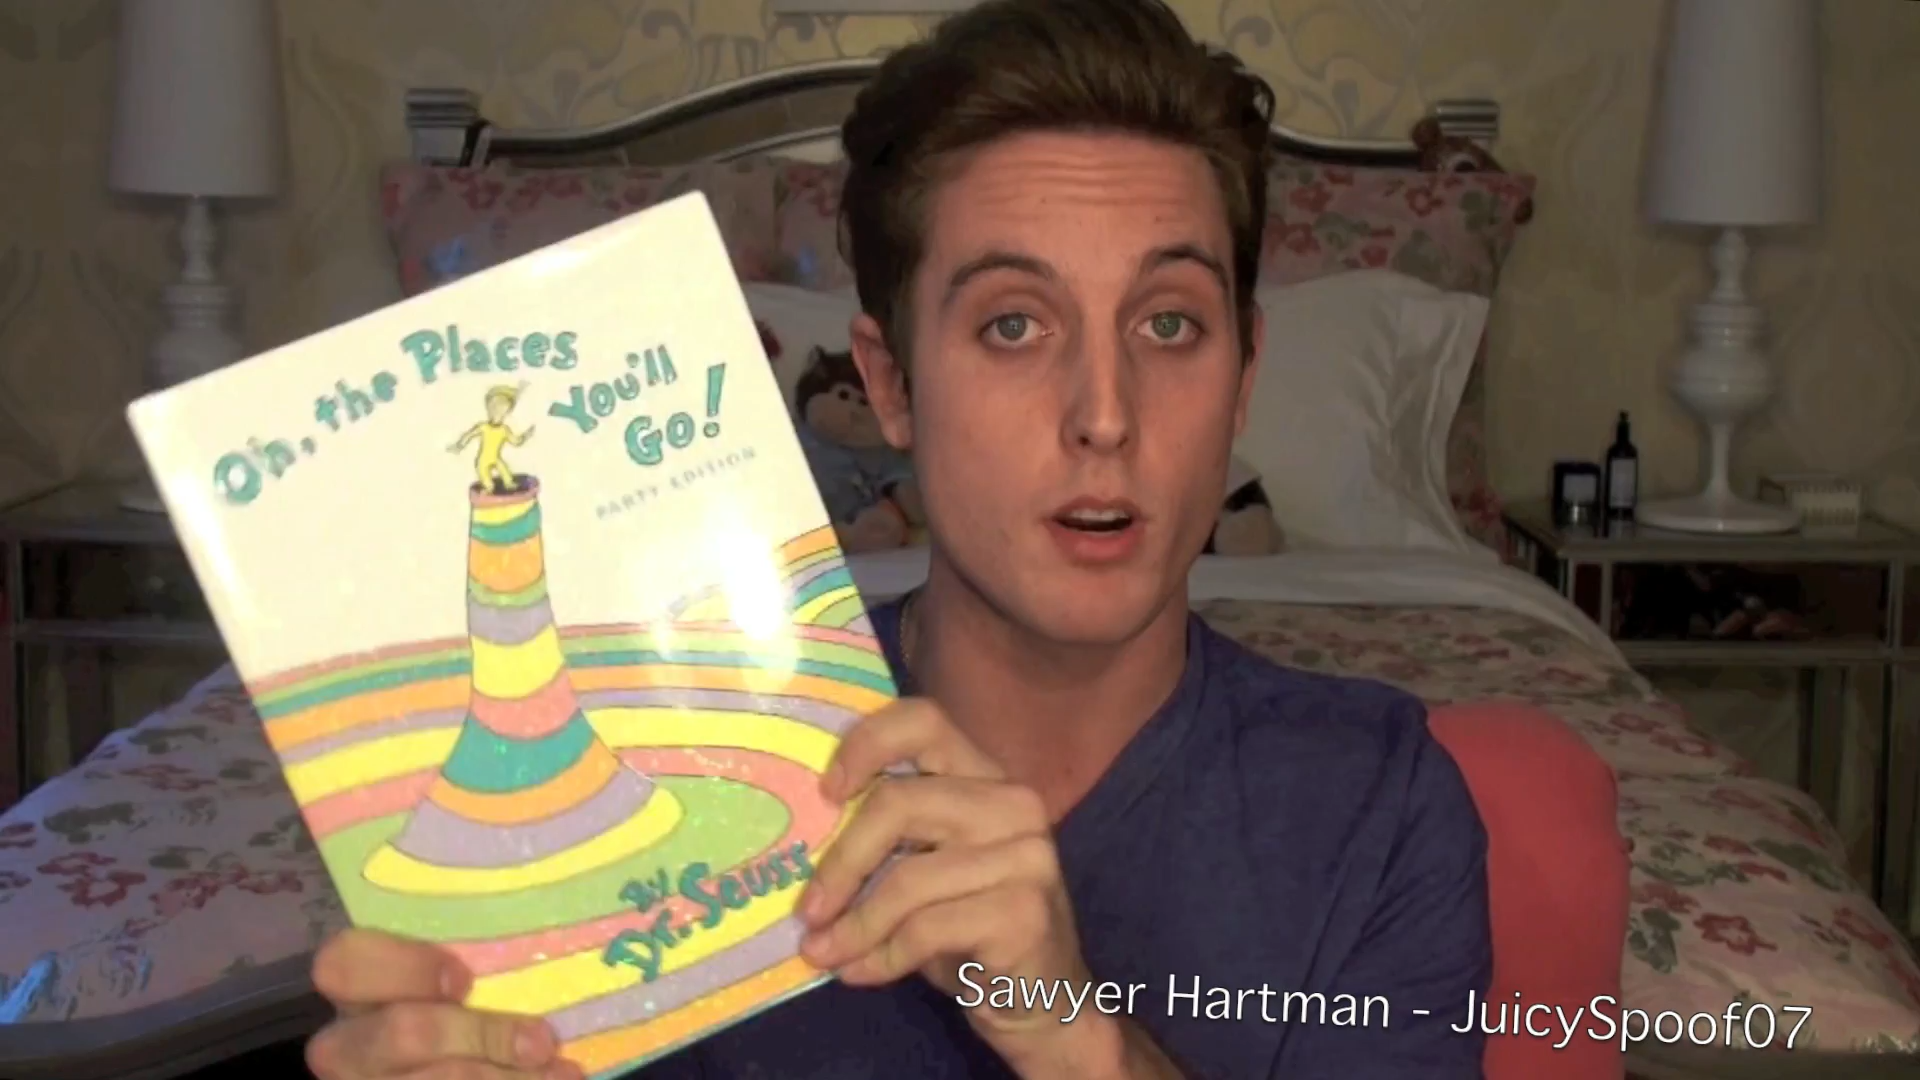 Oh, the Places
You'll
Go!
PARTY EDITION
By
Dr. Seuss
Sawyer Hartman - JuicySpoof07